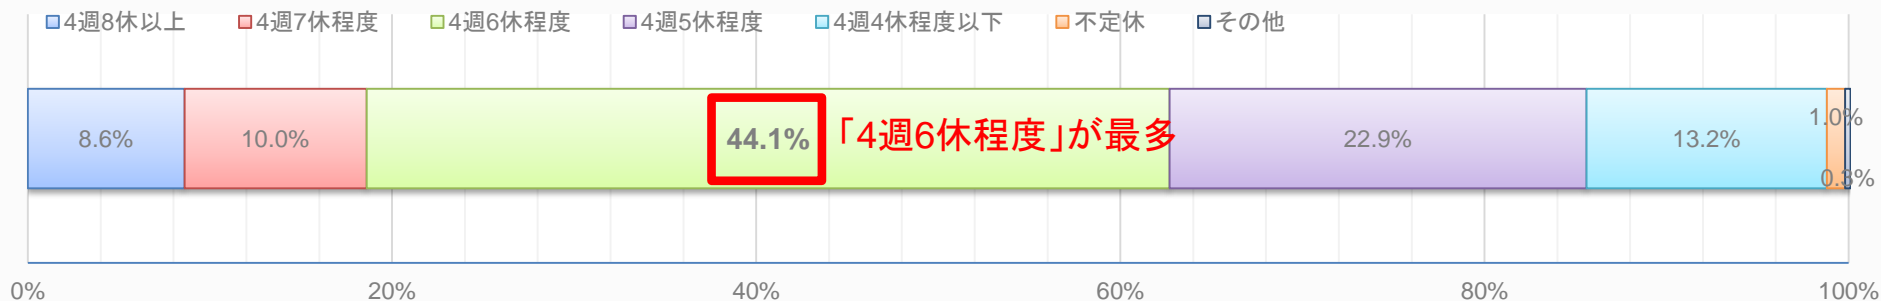 4週8休以上 4週7休程度 4週6休程度 4週5休程度 4週4休程度以下 不定休 その他
8.6% 10.0% 44.1% 「4週6休程度」が最多 22.9% 13.2% 1.0%
0.3%
0% 20% 40% 60% 80% 100%